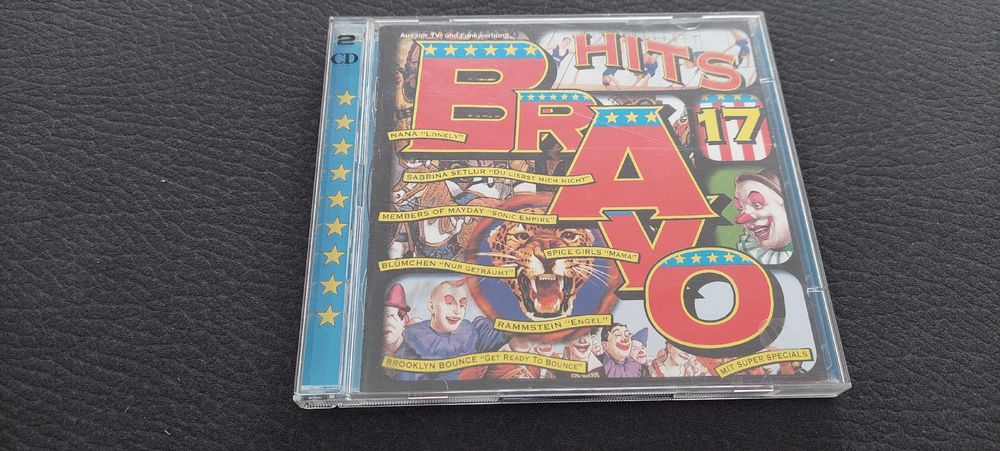 2
CD
Aus der TV- und Funkwerbung
HITS
BRAVO
17
NANA "LONELY"
SABRINA SETLUR "DU LIEBST MICH NICHT"
MEMBERS OF MAYDAY "SONIC EMPIRE"
SPICE GIRLS "MAMA"
BLÜMCHEN "NUR GETRÄUMT"
RAMMSTEIN "ENGEL"
BROOKLYN BOUNCE "GET READY TO BOUNCE"
MIT SUPER SPECIALS